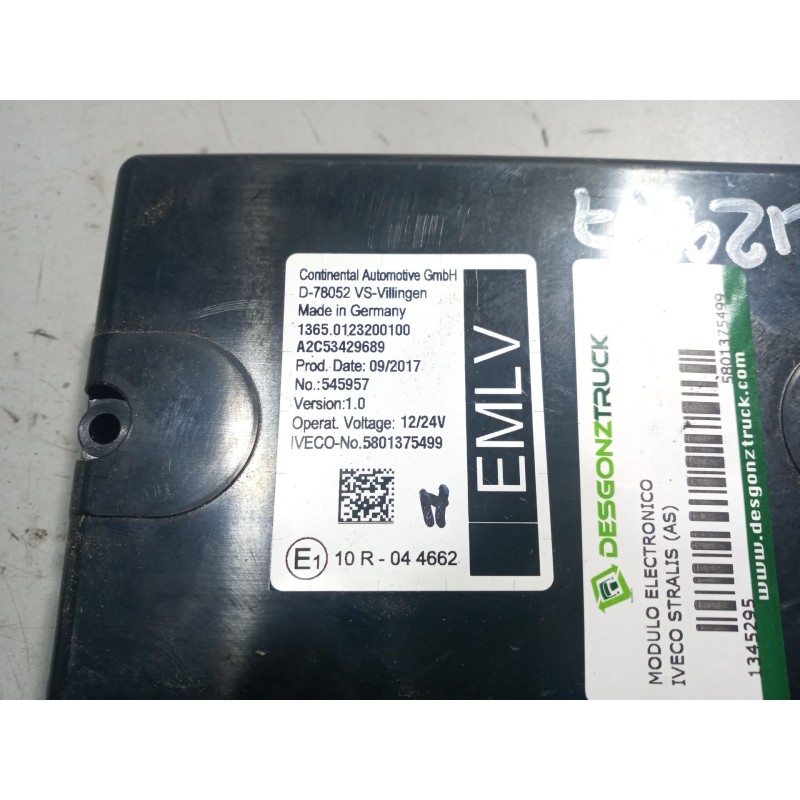 Continental Automotive GmbH
D-78052 VS-Villingen
Made in Germany
1365.0123200100
A2C53429689
Prod. Date: 09/2017
No.:545957
Version:1.0
Operat. Voltage: 12/24V
IVECO-No.5801375499
E1 10 R - 04 4662
EMLV
DESGONZTRUCK
MODULO ELECTRONICO
IVECO STRALIS (AS)
5801375499
1345295
www.desgonztruck.com